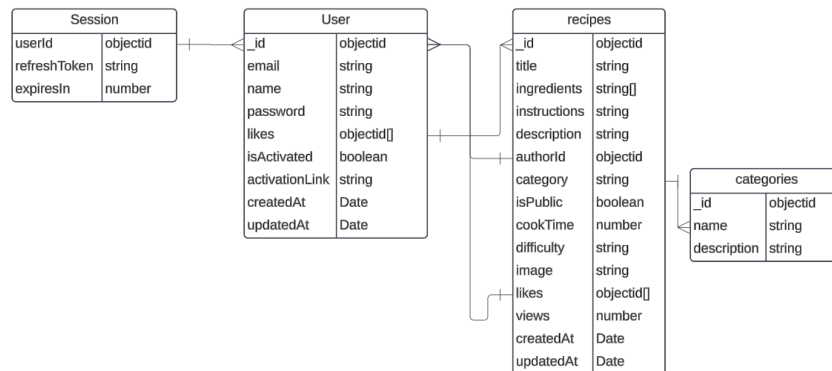 Session
userId objectid
refreshToken string
expiresIn number
User
_id objectid
email string
name string
password string
likes objectid[]
isActivated boolean
activationLink string
createdAt Date
updatedAt Date
recipes
_id objectid
title string
ingredients string[]
instructions string
description string
authorId objectid
category string
isPublic boolean
cookTime number
difficulty string
image string
likes objectid[]
views number
createdAt Date
updatedAt Date
categories
_id objectid
name string
description string